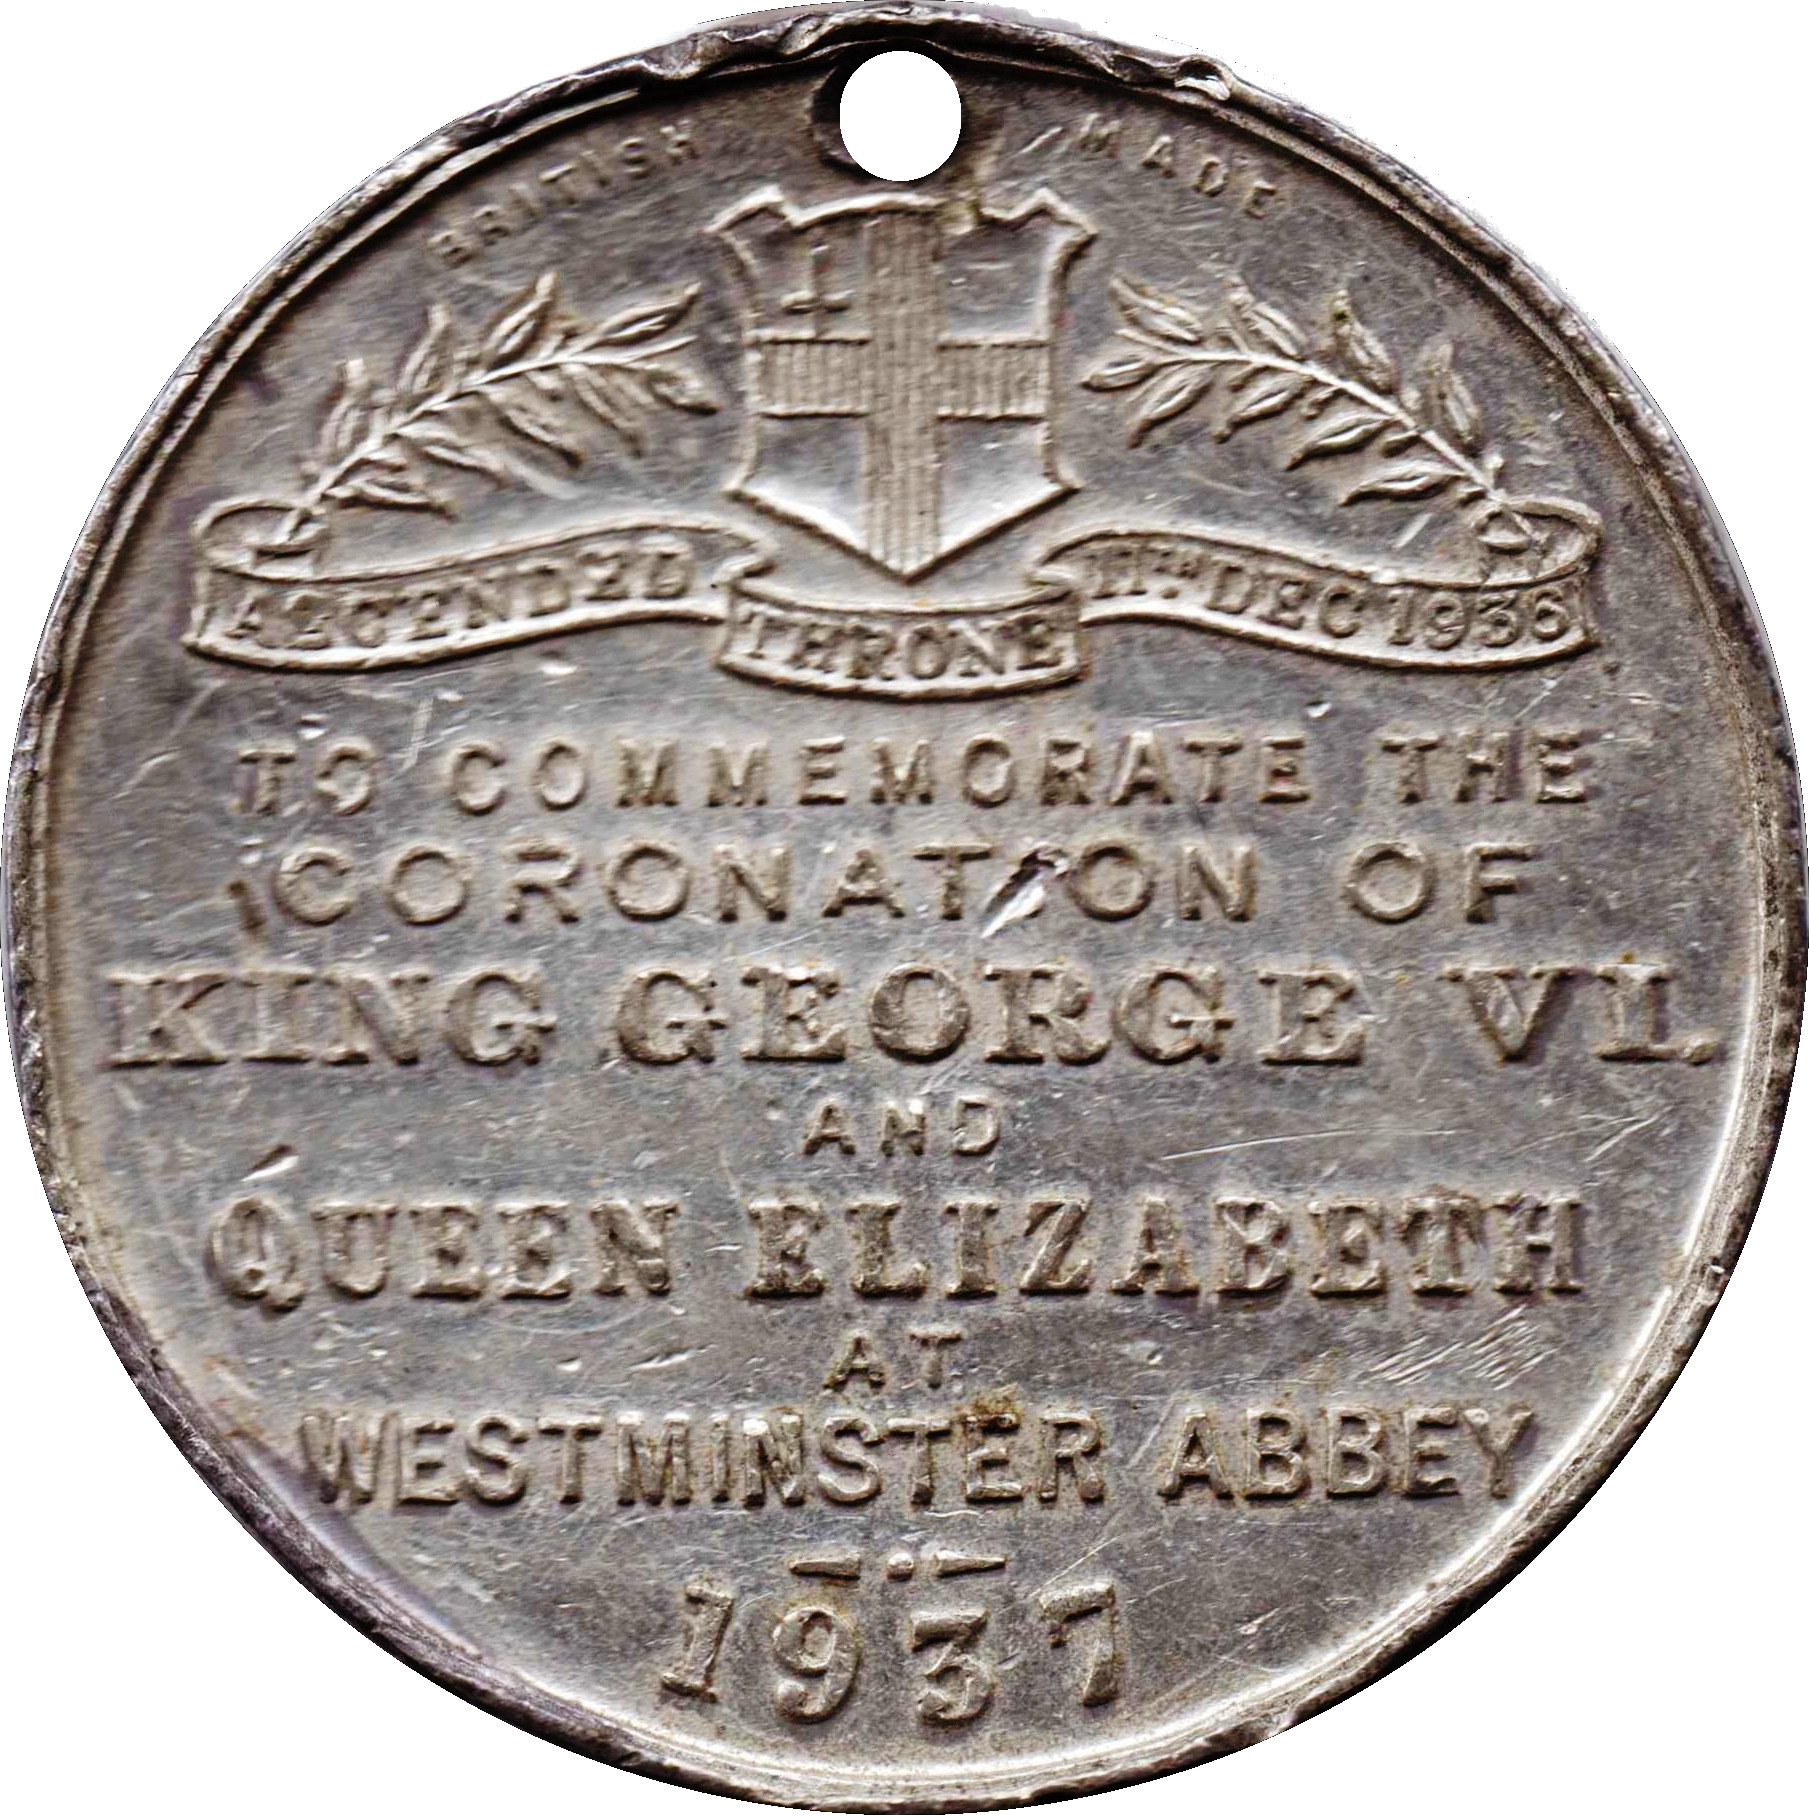 BRITISH MADE
ASCENDED THRONE 11TH DEC 1936
TO COMMEMORATE THE
CORONATION OF
KING GEORGE VI.
AND
QUEEN ELIZABETH
AT
WESTMINSTER ABBEY
1937